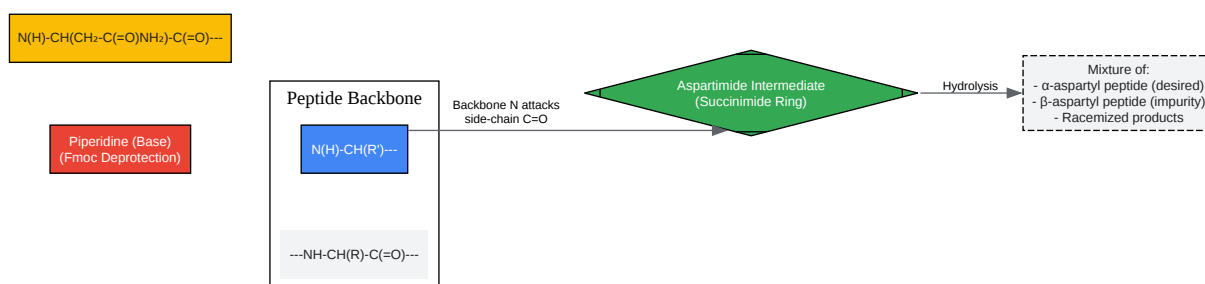 N(H)-CH(CH₂-C(=O)NH₂)-C(=O)---
Piperidine (Base)
(Fmoc Deprotection)
Peptide Backbone
N(H)-CH(R')---
---NH-CH(R)-C(=O)---
Backbone N attacks
side-chain C=O
Aspartimide Intermediate
(Succinimide Ring)
Hydrolysis
Mixture of:
- α-aspartyl peptide (desired)
- β-aspartyl peptide (impurity)
- Racemized products